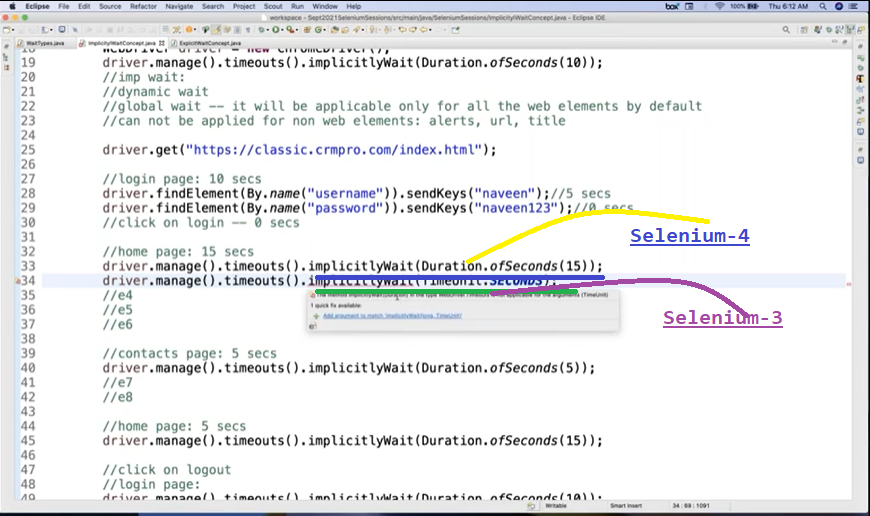 Eclipse File Edit Source Refactor Navigate Search Project Scout Run Window Help box 100% Sat 6:12 AM
workspace - Sept2021SeleniumSessions/src/main/java/SeleniumSessions/ImplicitlyWaitConcept.java - Eclipse IDE
WaitTypes.java ImplicitlyWaitConcept.java ExplicitWaitConcept.java
18 WebDriver driver = new ChromeDriver();
19 driver.manage().timeouts().implicitlyWait(Duration.ofSeconds(10));
20 //imp wait:
21 //dynamic wait
22 //global wait -- it will be applicable only for all the web elements by default
23 //can not be applied for non web elements: alerts, url, title
24
25 driver.get("https://classic.crmpro.com/index.html");
26
27 //login page: 10 secs
28 driver.findElement(By.name("username")).sendKeys("naveen");//5 secs
29 driver.findElement(By.name("password")).sendKeys("naveen123");//0 secs
30 //click on login -- 0 secs
31
Selenium-4
32 //home page: 15 secs
33 driver.manage().timeouts().implicitlyWait(Duration.ofSeconds(15));
34 driver.manage().timeouts().implicitlyWait(TimeUnit.SECONDS);
35 //e4
The method implicitlyWait(Duration) in the type WebDriver.Timeouts is not applicable for the arguments (TimeUnit)
36 //e5
1 quick fix available:
37 //e6
Add argument to match 'implicitlyWait(long, TimeUnit)'
Selenium-3
38
39 //contacts page: 5 secs
40 driver.manage().timeouts().implicitlyWait(Duration.ofSeconds(5));
41 //e7
42 //e8
43
44 //home page: 5 secs
45 driver.manage().timeouts().implicitlyWait(Duration.ofSeconds(15));
46
47 //click on logout
48 //login page:
49 driver.manage().timeouts().implicitlyWait(Duration.ofSeconds(10));
Writable Smart Insert 34 : 69 : 1091